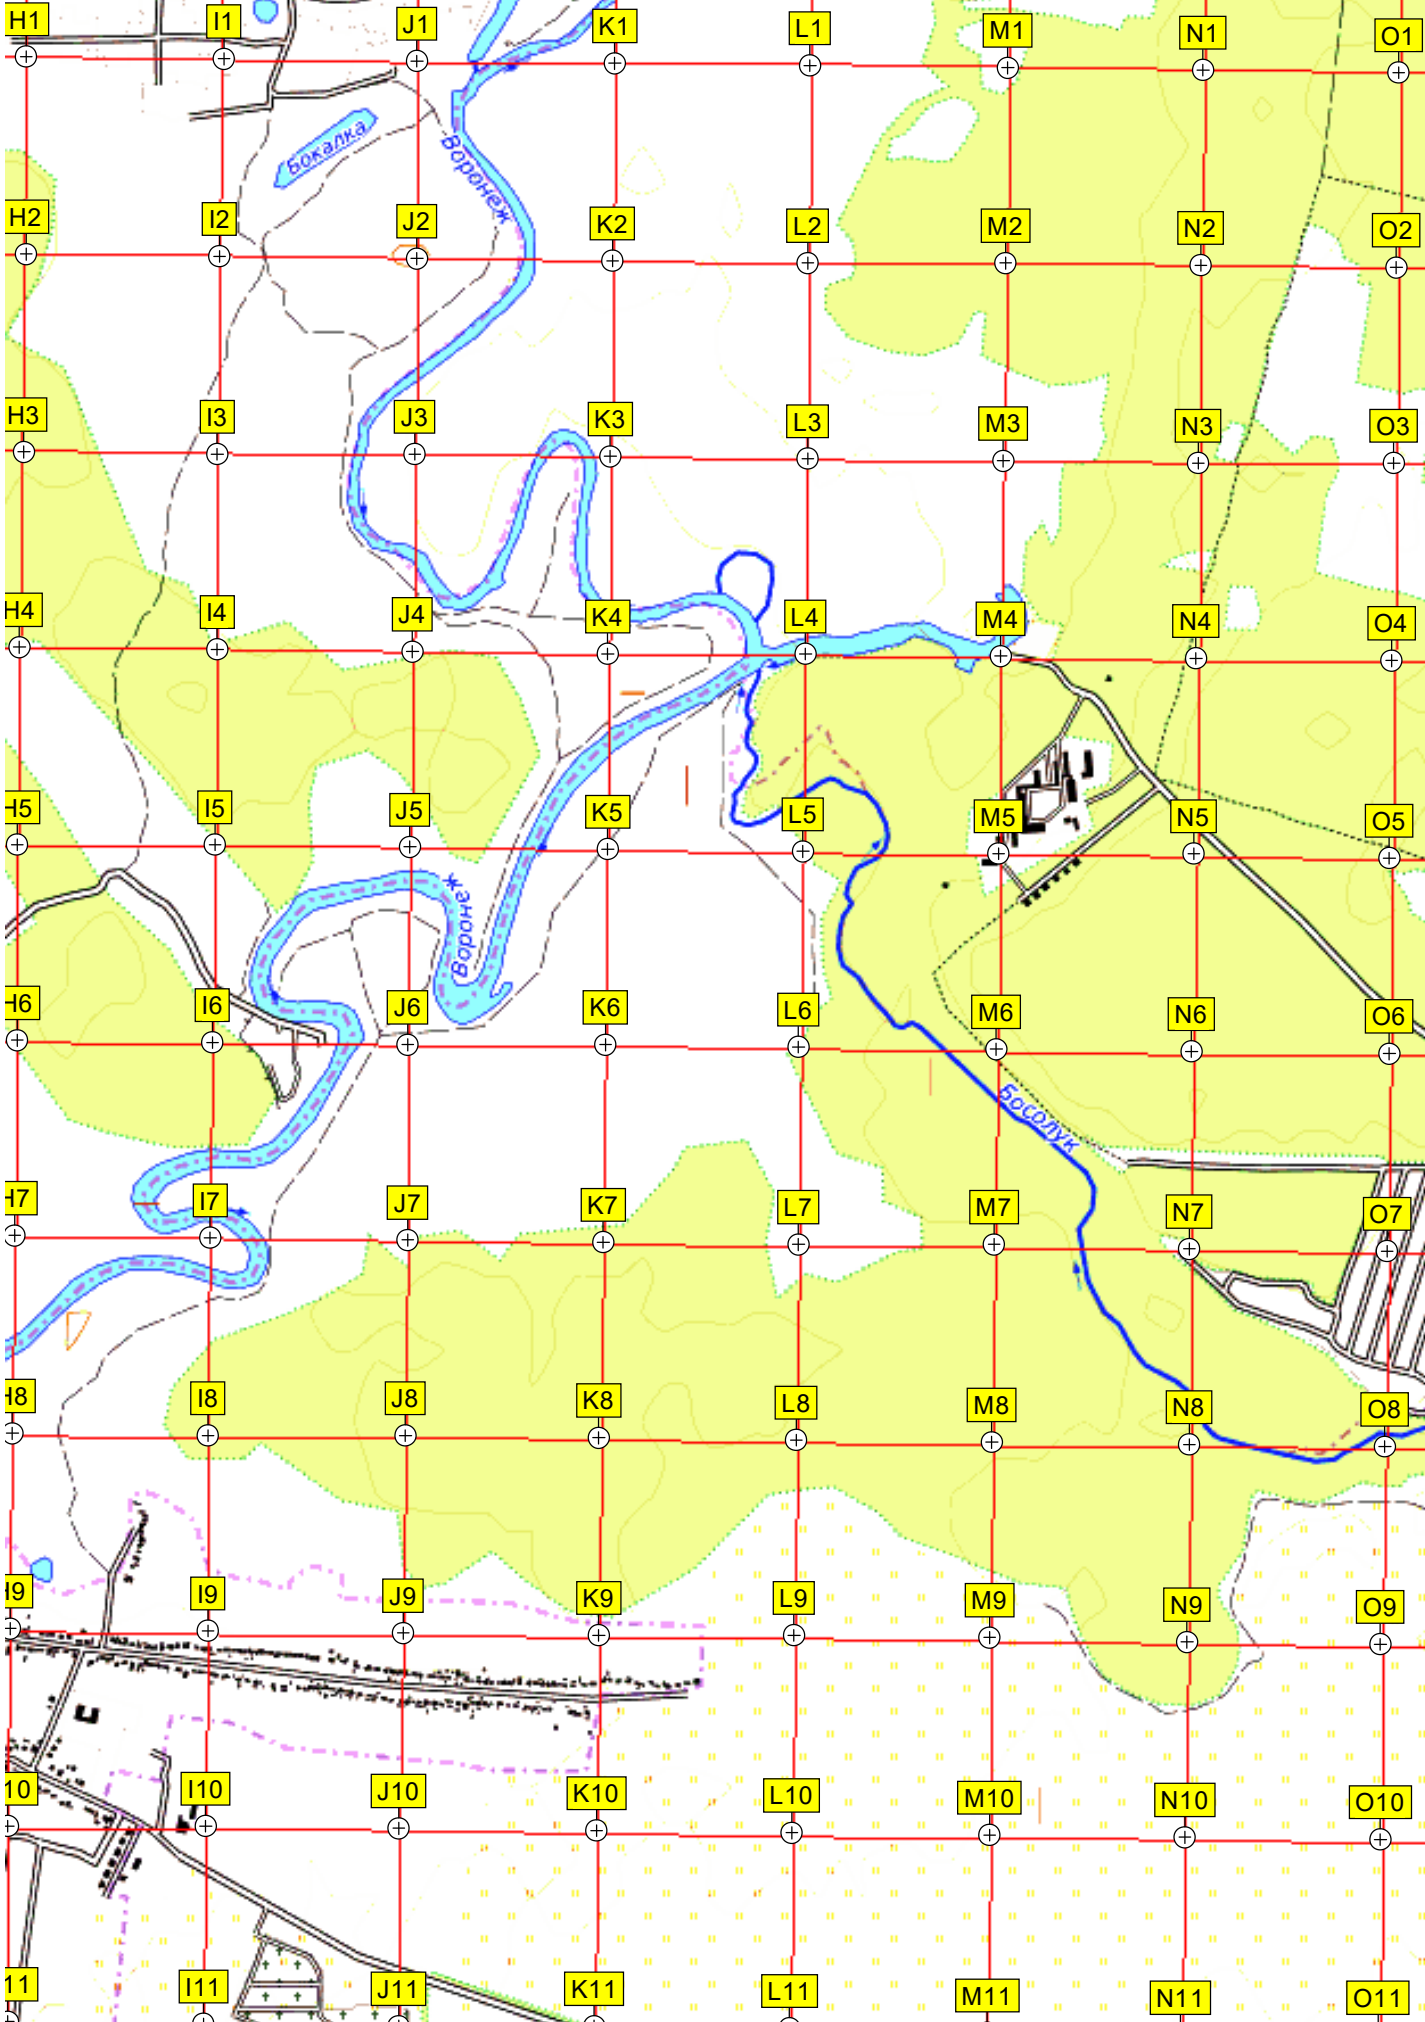 H1 I1 J1 K1 L1 M1 N1 O1
Бокалка
Воронеж
H2 I2 J2 K2 L2 M2 N2 O2
H3 I3 J3 K3 L3 M3 N3 O3
H4 I4 J4 K4 L4 M4 N4 O4
H5 I5 J5 K5 L5 M5 N5 O5
Воронеж
H6 I6 J6 K6 L6 M6 N6 O6
Босолук
H7 I7 J7 K7 L7 M7 N7 O7
H8 I8 J8 K8 L8 M8 N8 O8
H9 I9 J9 K9 L9 M9 N9 O9
10 I10 J10 K10 L10 M10 N10 O10
11 I11 J11 K11 L11 M11 N11 O11